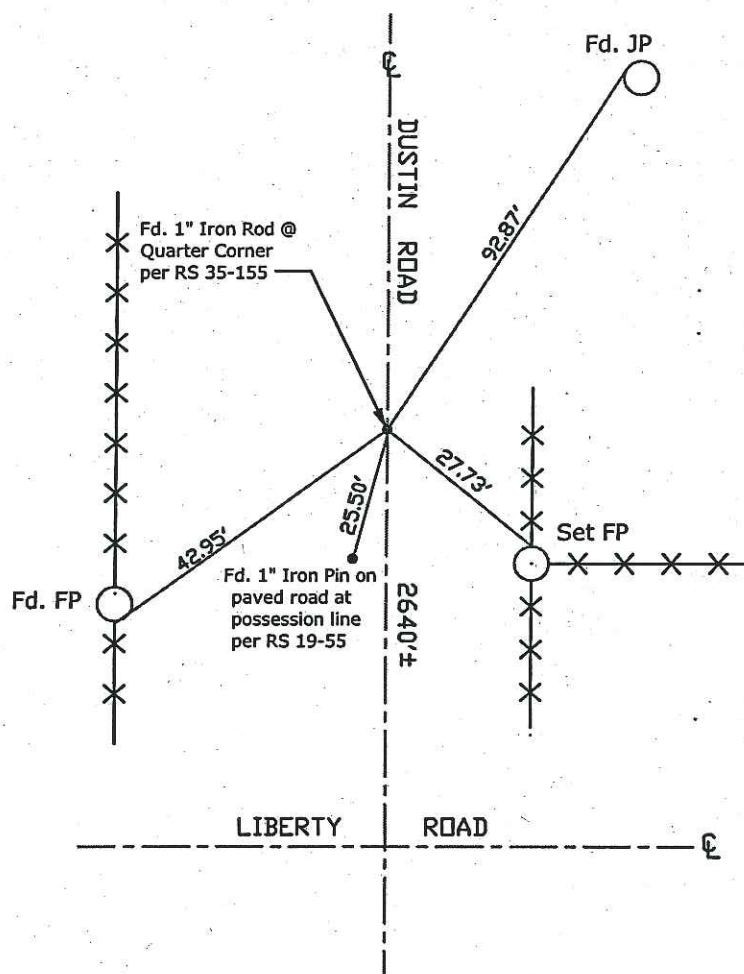 Fd. JP
℄
DUSTIN ROAD
92.87'
Fd. 1" Iron Rod @
Quarter Corner
per RS 35-155
27.73'
25.50'
42.95'
Set FP
Fd. FP
Fd. 1" Iron Pin on
paved road at
possession line
per RS 19-55
2640'±
LIBERTY ROAD
℄